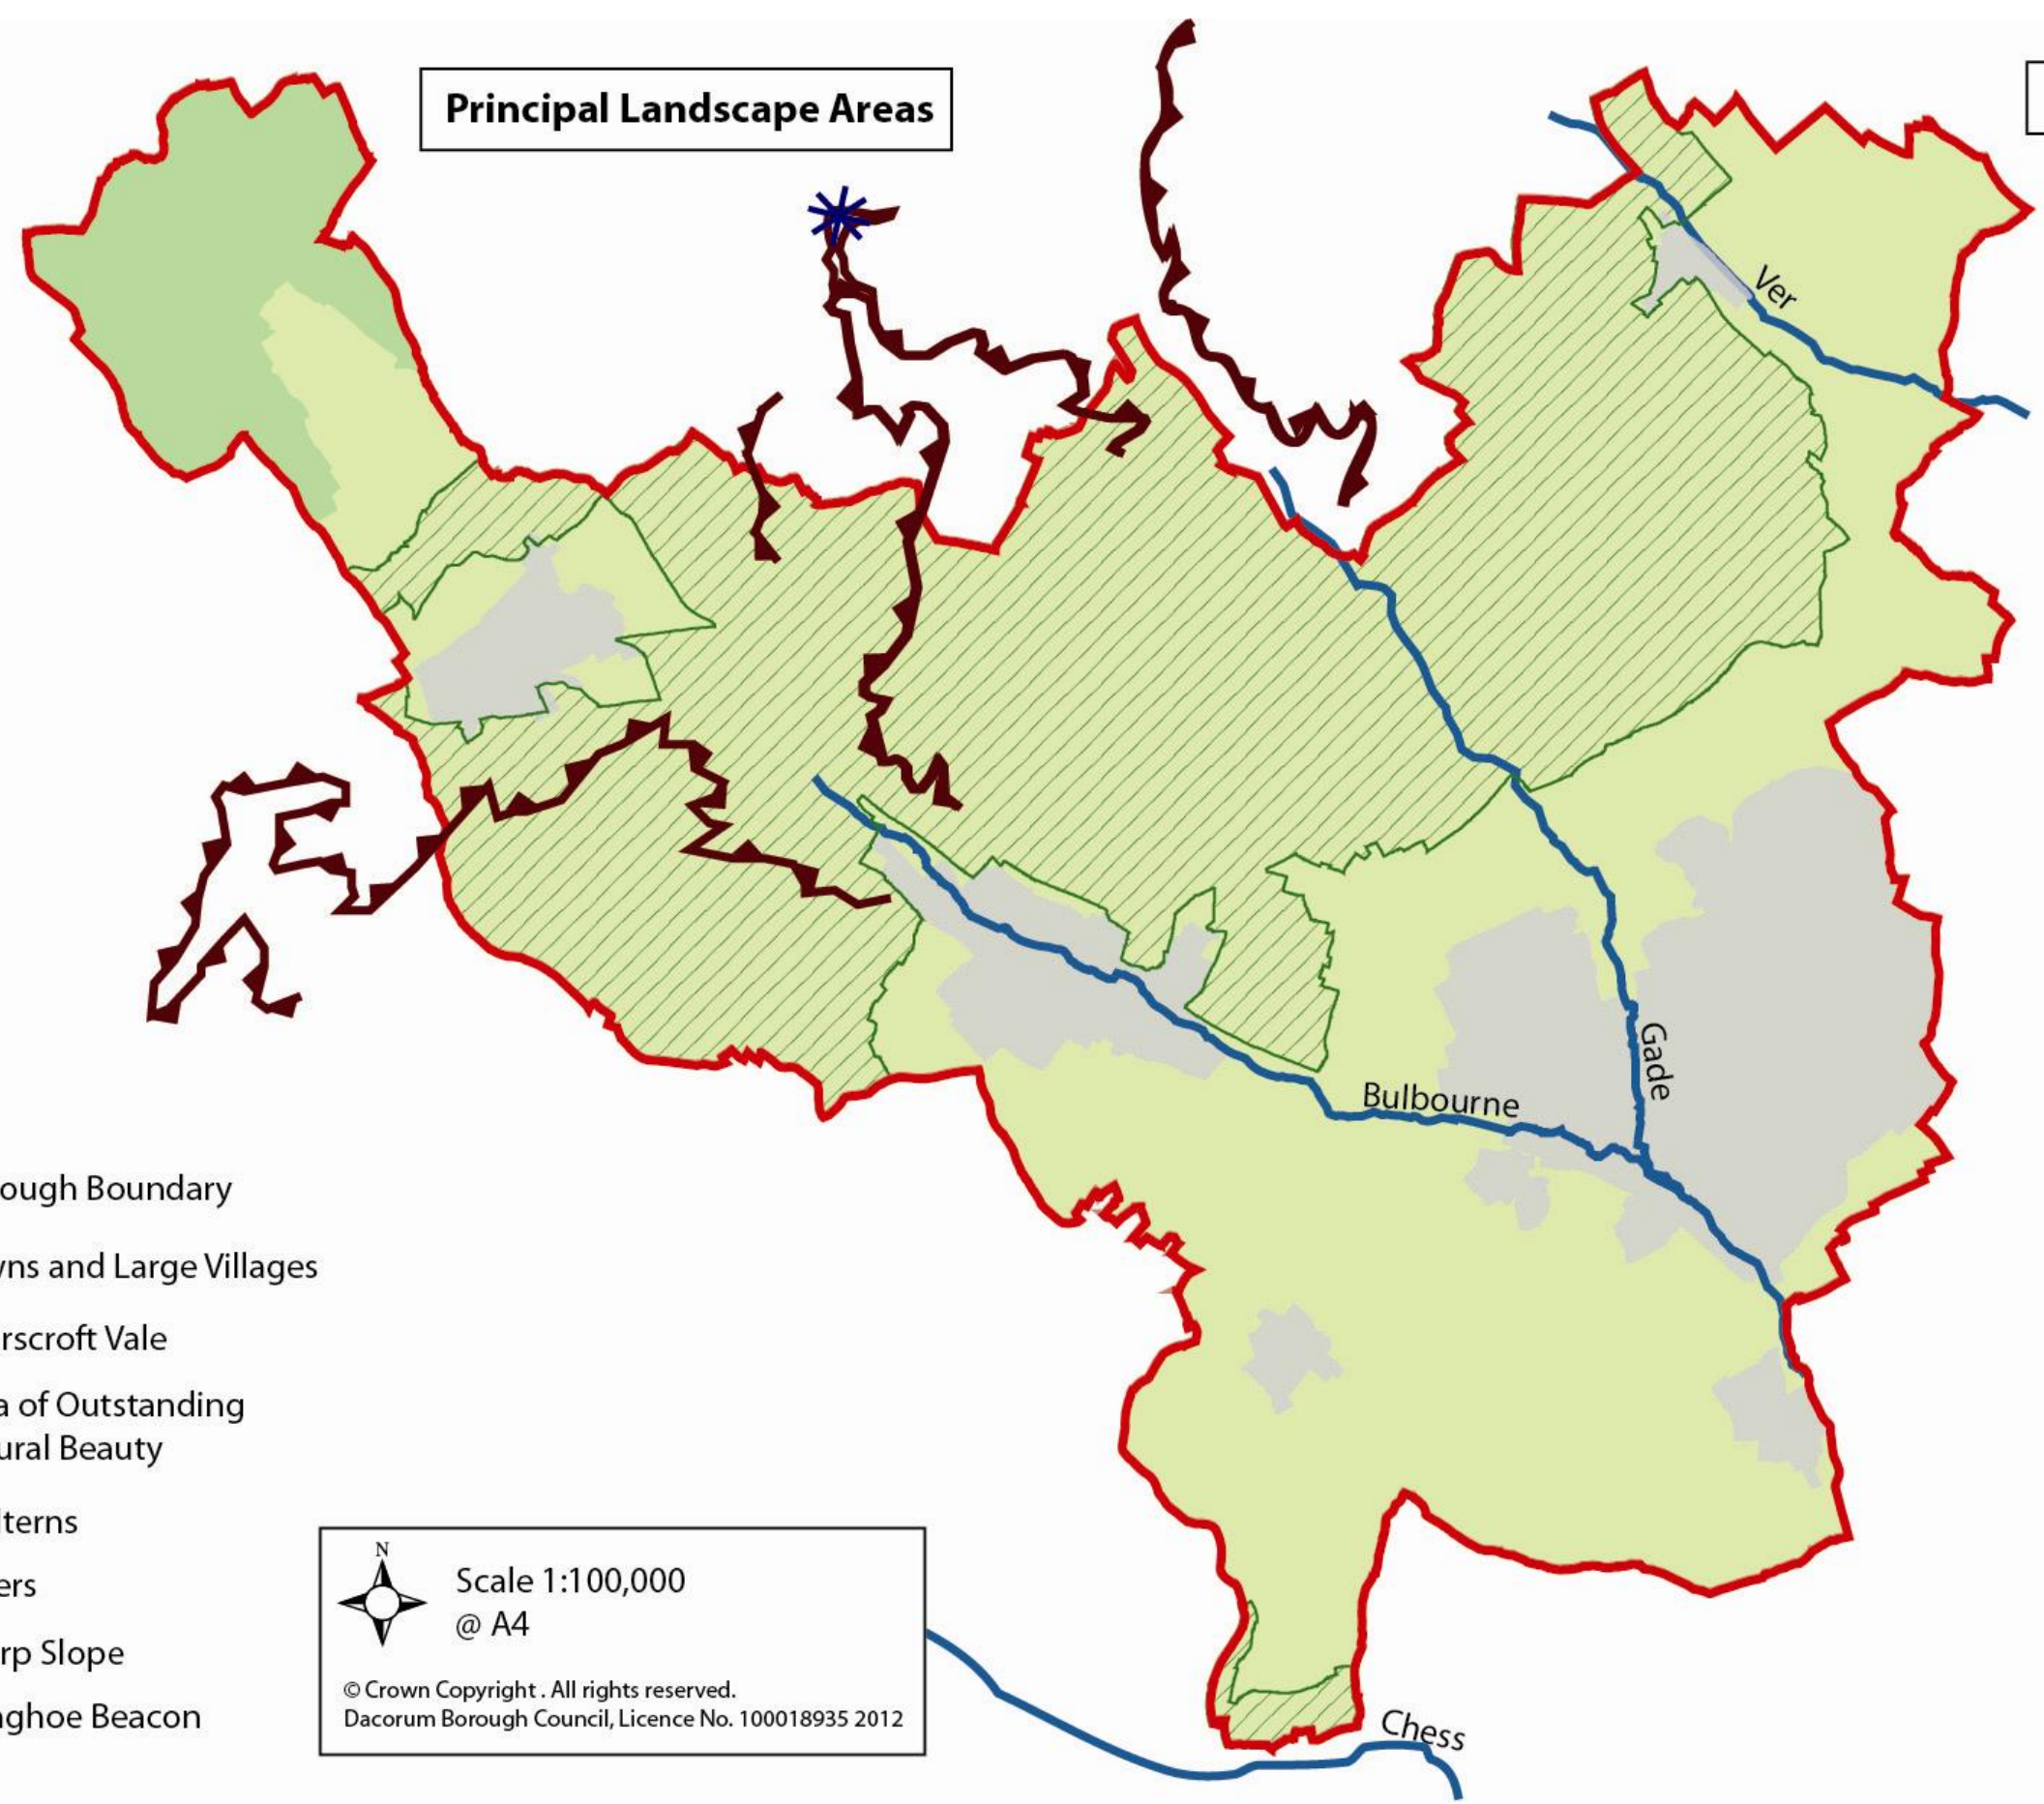 Principal Landscape Areas
Ver
Gade
Bulbourne
ough Boundary
ns and Large Villages
rscroft Vale
a of Outstanding
ural Beauty
lterns
ers
rp Slope
ghoe Beacon
N
Scale 1:100,000
@ A4
© Crown Copyright . All rights reserved.
Dacorum Borough Council, Licence No. 100018935 2012
Chess